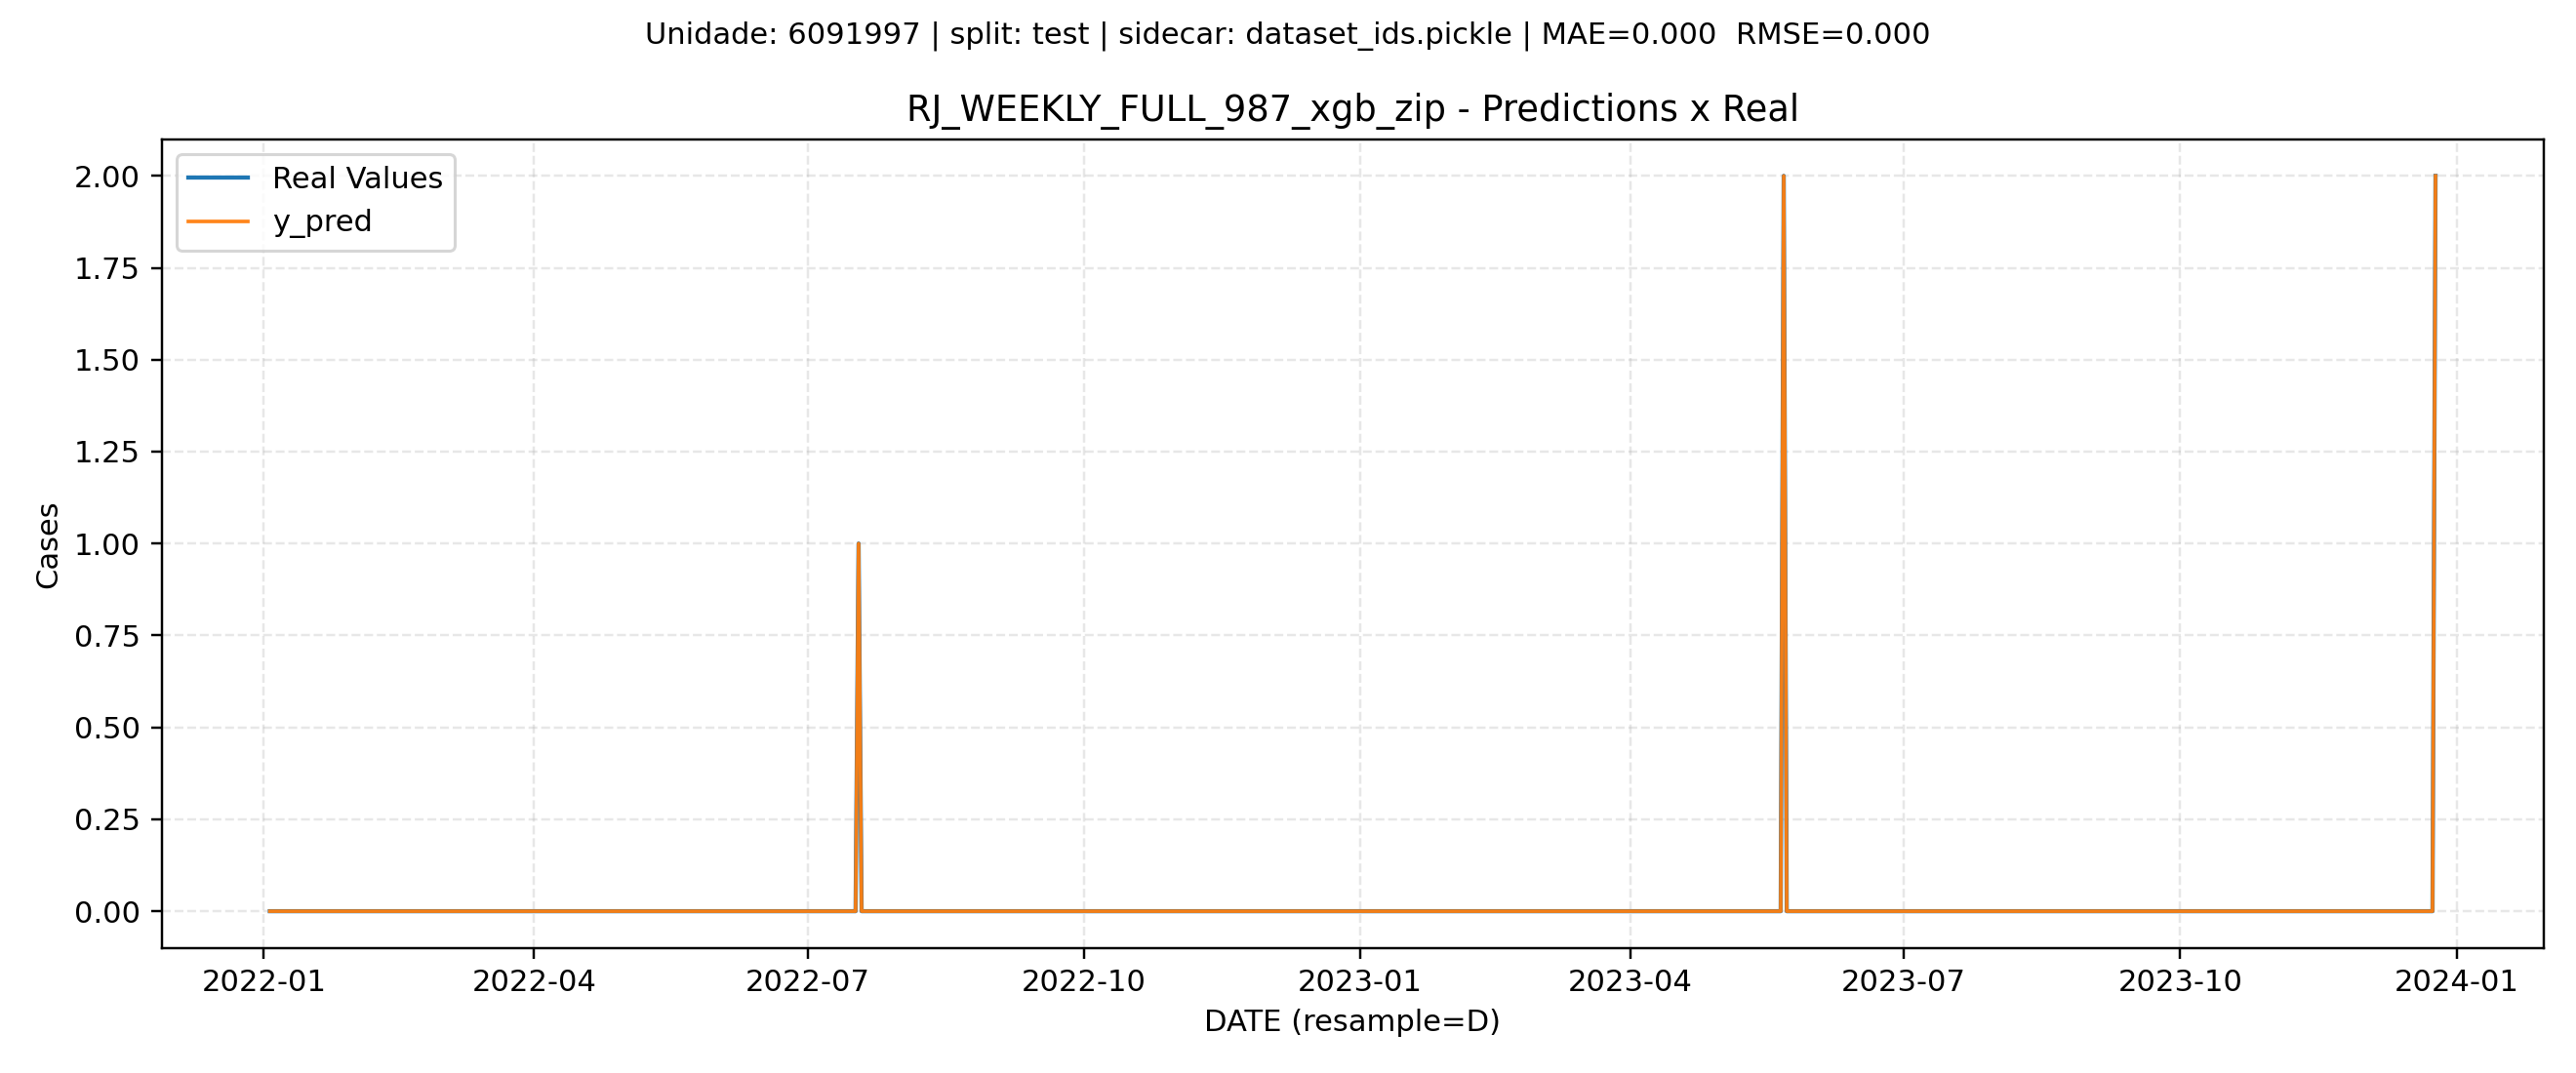 Unidade: 6091997 | split: test | sidecar: dataset_ids.pickle | MAE=0.000  RMSE=0.000
RJ_WEEKLY_FULL_987_xgb_zip - Predictions x Real
Real Values
y_pred
2.00
1.75
1.50
1.25
1.00
0.75
0.50
0.25
0.00
Cases
2022-01 2022-04 2022-07 2022-10 2023-01 2023-04 2023-07 2023-10 2024-01
DATE (resample=D)